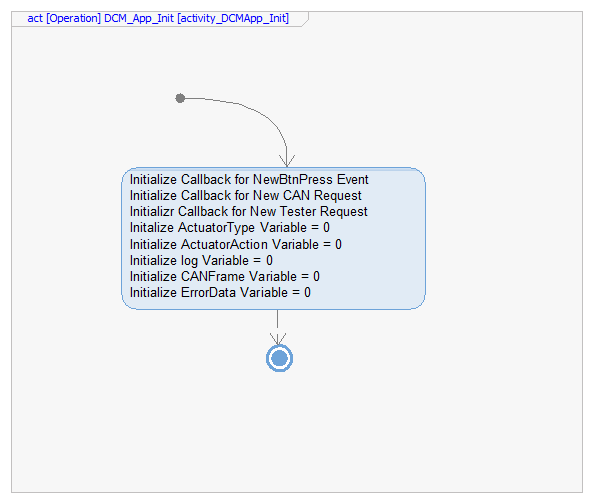 act [Operation] DCM_App_Init [activity_DCMApp_Init]
Initialize Callback for NewBtnPress Event
Initialize Callback for New CAN Request
Initializr Callback for New Tester Request
Initalize ActuatorType Variable = 0
Initialize ActuatorAction Variable = 0
Initialize log Variable = 0
Initialize CANFrame Variable = 0
Initialize ErrorData Variable = 0